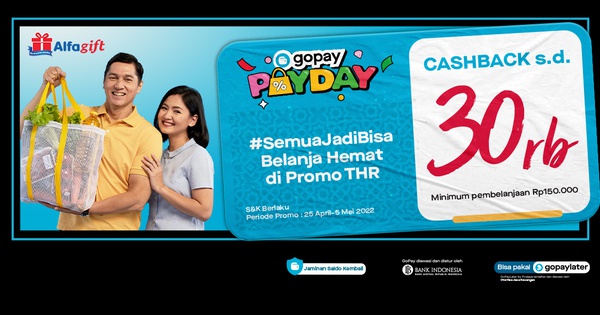 Alfagift
gopay
PAYDAY
#SemuaJadiBisa
Belanja Hemat
di Promo THR
S&K Berlaku
Periode Promo : 25 April-5 Mei 2022
CASHBACK s.d.
30rb
Minimum pembelanjaan Rp150.000
Jaminan Saldo Kembali
GoPay diawasi dan diatur oleh:
BANK INDONESIA
Bisa pakai gopaylater